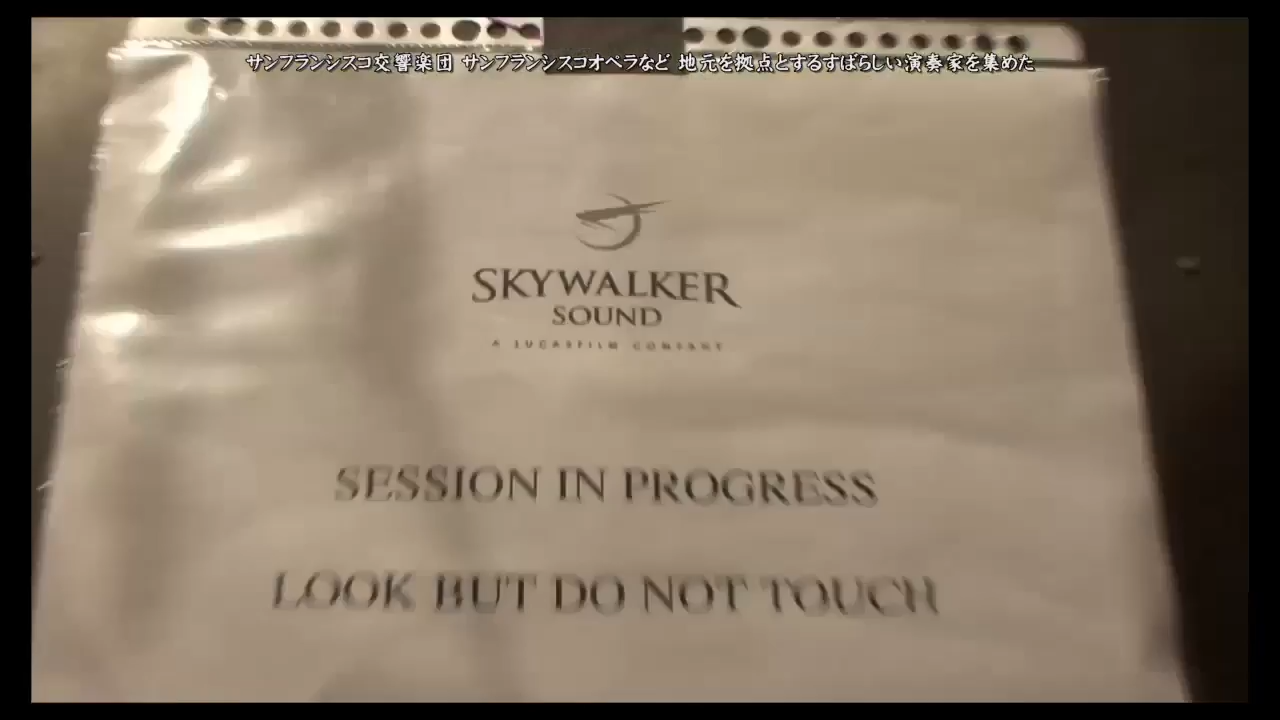 サンフランシスコ交響楽団 サンフランシスコオペラなど 地元を拠点とするすばらしい演奏家を集めた
SKYWALKER
SOUND
A LUCASFILM COMPANY
SESSION IN PROGRESS
LOOK BUT DO NOT TOUCH